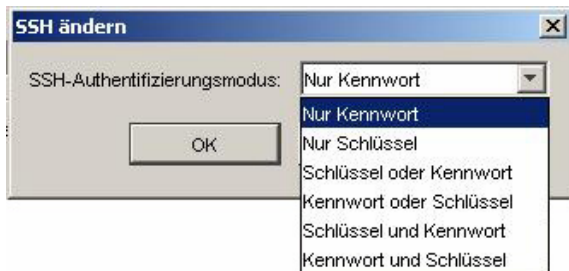 SSH ändern
SSH-Authentifizierungsmodus: Nur Kennwort
Nur Kennwort
OK
Nur Schlüssel
Schlüssel oder Kennwort
Kennwort oder Schlüssel
Schlüssel und Kennwort
Kennwort und Schlüssel